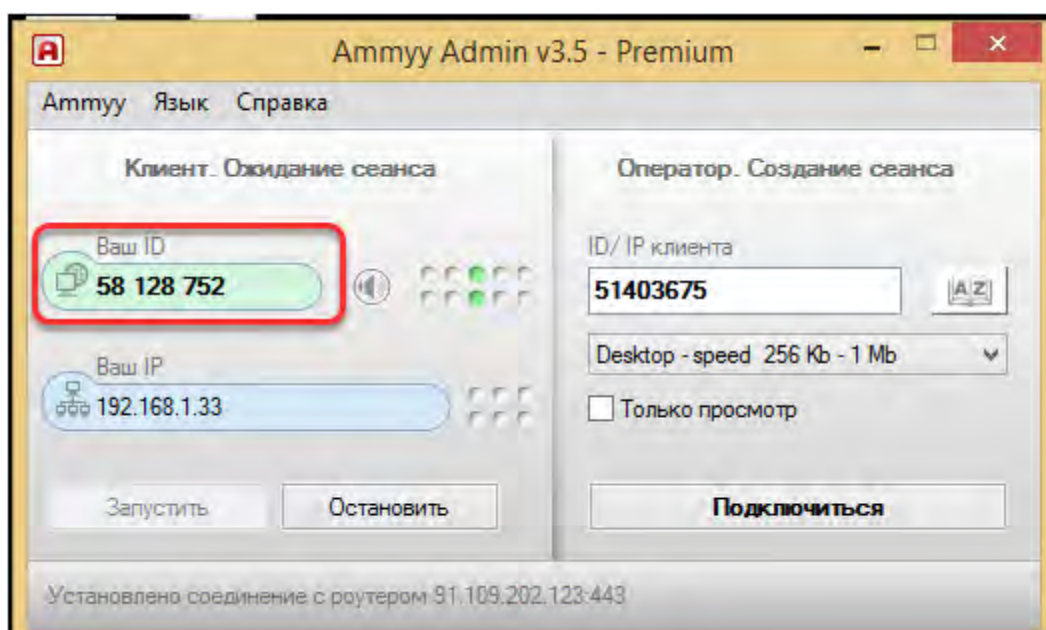 Ammyy Admin v3.5 - Premium
Ammyy Язык Справка
Клиент. Ожидание сеанса
Ваш ID
58 128 752
Ваш IP
192.168.1.33
Запустить Остановить
Оператор. Создание сеанса
ID/ IP клиента
51403675
AZ
Desktop - speed 256 Kb - 1 Mb
Только просмотр
Подключиться
Установлено соединение с роутером 91.109.202.123:443